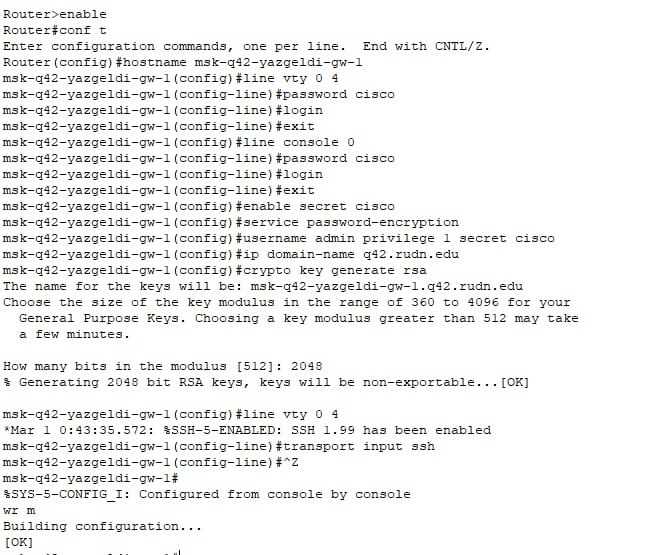 Router>enable
Router#conf t
Enter configuration commands, one per line.  End with CNTL/Z.
Router(config)#hostname msk-q42-yazgeldi-gw-1
msk-q42-yazgeldi-gw-1(config)#line vty 0 4
msk-q42-yazgeldi-gw-1(config-line)#password cisco
msk-q42-yazgeldi-gw-1(config-line)#login
msk-q42-yazgeldi-gw-1(config-line)#exit
msk-q42-yazgeldi-gw-1(config)#line console 0
msk-q42-yazgeldi-gw-1(config-line)#password cisco
msk-q42-yazgeldi-gw-1(config-line)#login
msk-q42-yazgeldi-gw-1(config-line)#exit
msk-q42-yazgeldi-gw-1(config)#enable secret cisco
msk-q42-yazgeldi-gw-1(config)#service password-encryption
msk-q42-yazgeldi-gw-1(config)#username admin privilege 1 secret cisco
msk-q42-yazgeldi-gw-1(config)#ip domain-name q42.rudn.edu
msk-q42-yazgeldi-gw-1(config)#crypto key generate rsa
The name for the keys will be: msk-q42-yazgeldi-gw-1.q42.rudn.edu
Choose the size of the key modulus in the range of 360 to 4096 for your
  General Purpose Keys. Choosing a key modulus greater than 512 may take
  a few minutes.

How many bits in the modulus [512]: 2048
% Generating 2048 bit RSA keys, keys will be non-exportable...[OK]

msk-q42-yazgeldi-gw-1(config)#line vty 0 4
*Mar 1 0:43:35.572: %SSH-5-ENABLED: SSH 1.99 has been enabled
msk-q42-yazgeldi-gw-1(config-line)#transport input ssh
msk-q42-yazgeldi-gw-1(config-line)#^Z
msk-q42-yazgeldi-gw-1#
%SYS-5-CONFIG_I: Configured from console by console
wr m
Building configuration...
[OK]